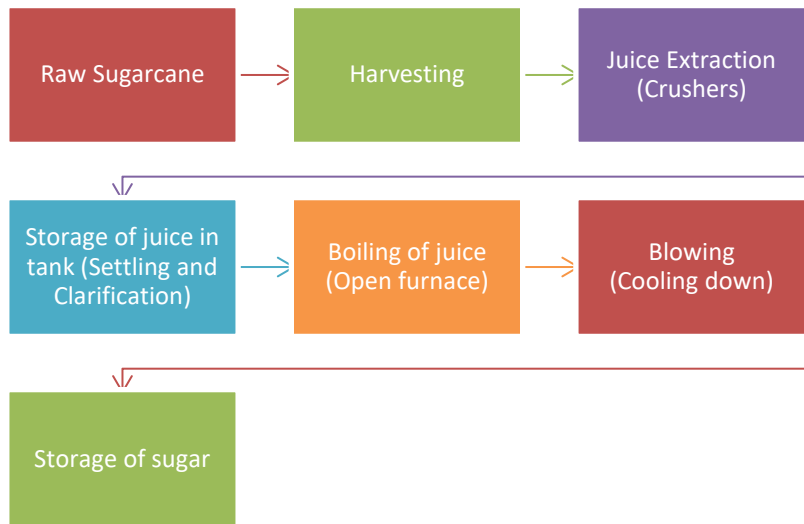 Raw Sugarcane
Harvesting
Juice Extraction
(Crushers)
Storage of juice in
tank (Settling and
Clarification)
Boiling of juice
(Open furnace)
Blowing
(Cooling down)
Storage of sugar